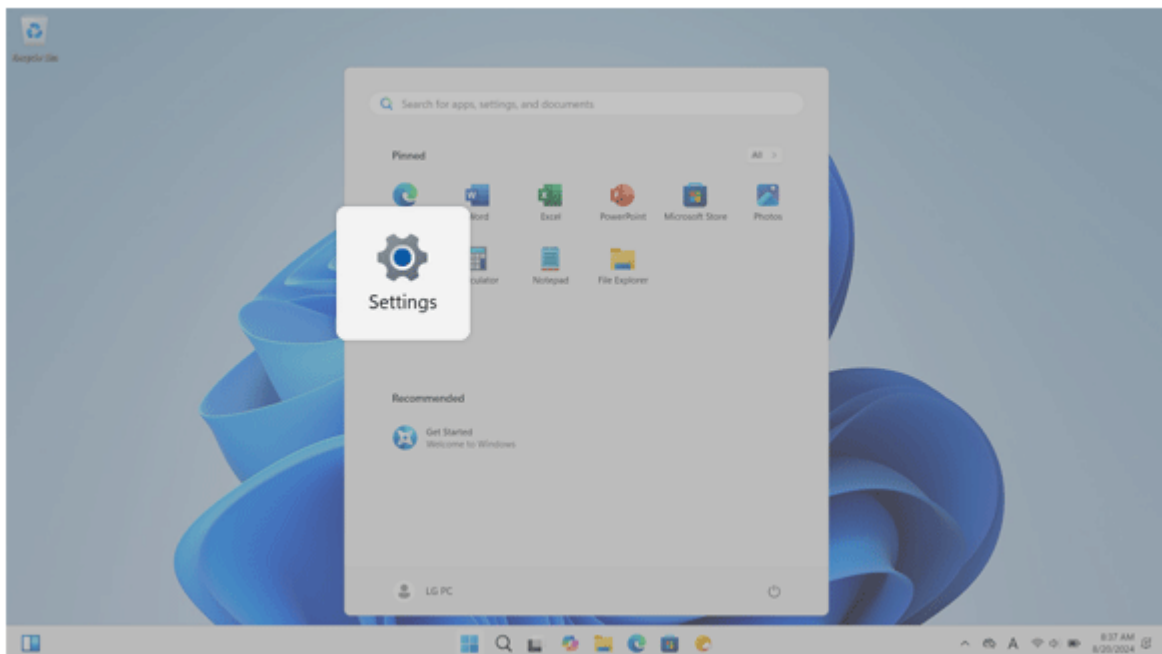 Recycle Bin
Search for apps, settings, and documents
Pinned
All
Word
Excel
PowerPoint
Microsoft Store
Photos
Settings
culator
Notepad
File Explorer
Recommended
Get Started
Welcome to Windows
LG PC
A
8:37 AM
8/20/2024